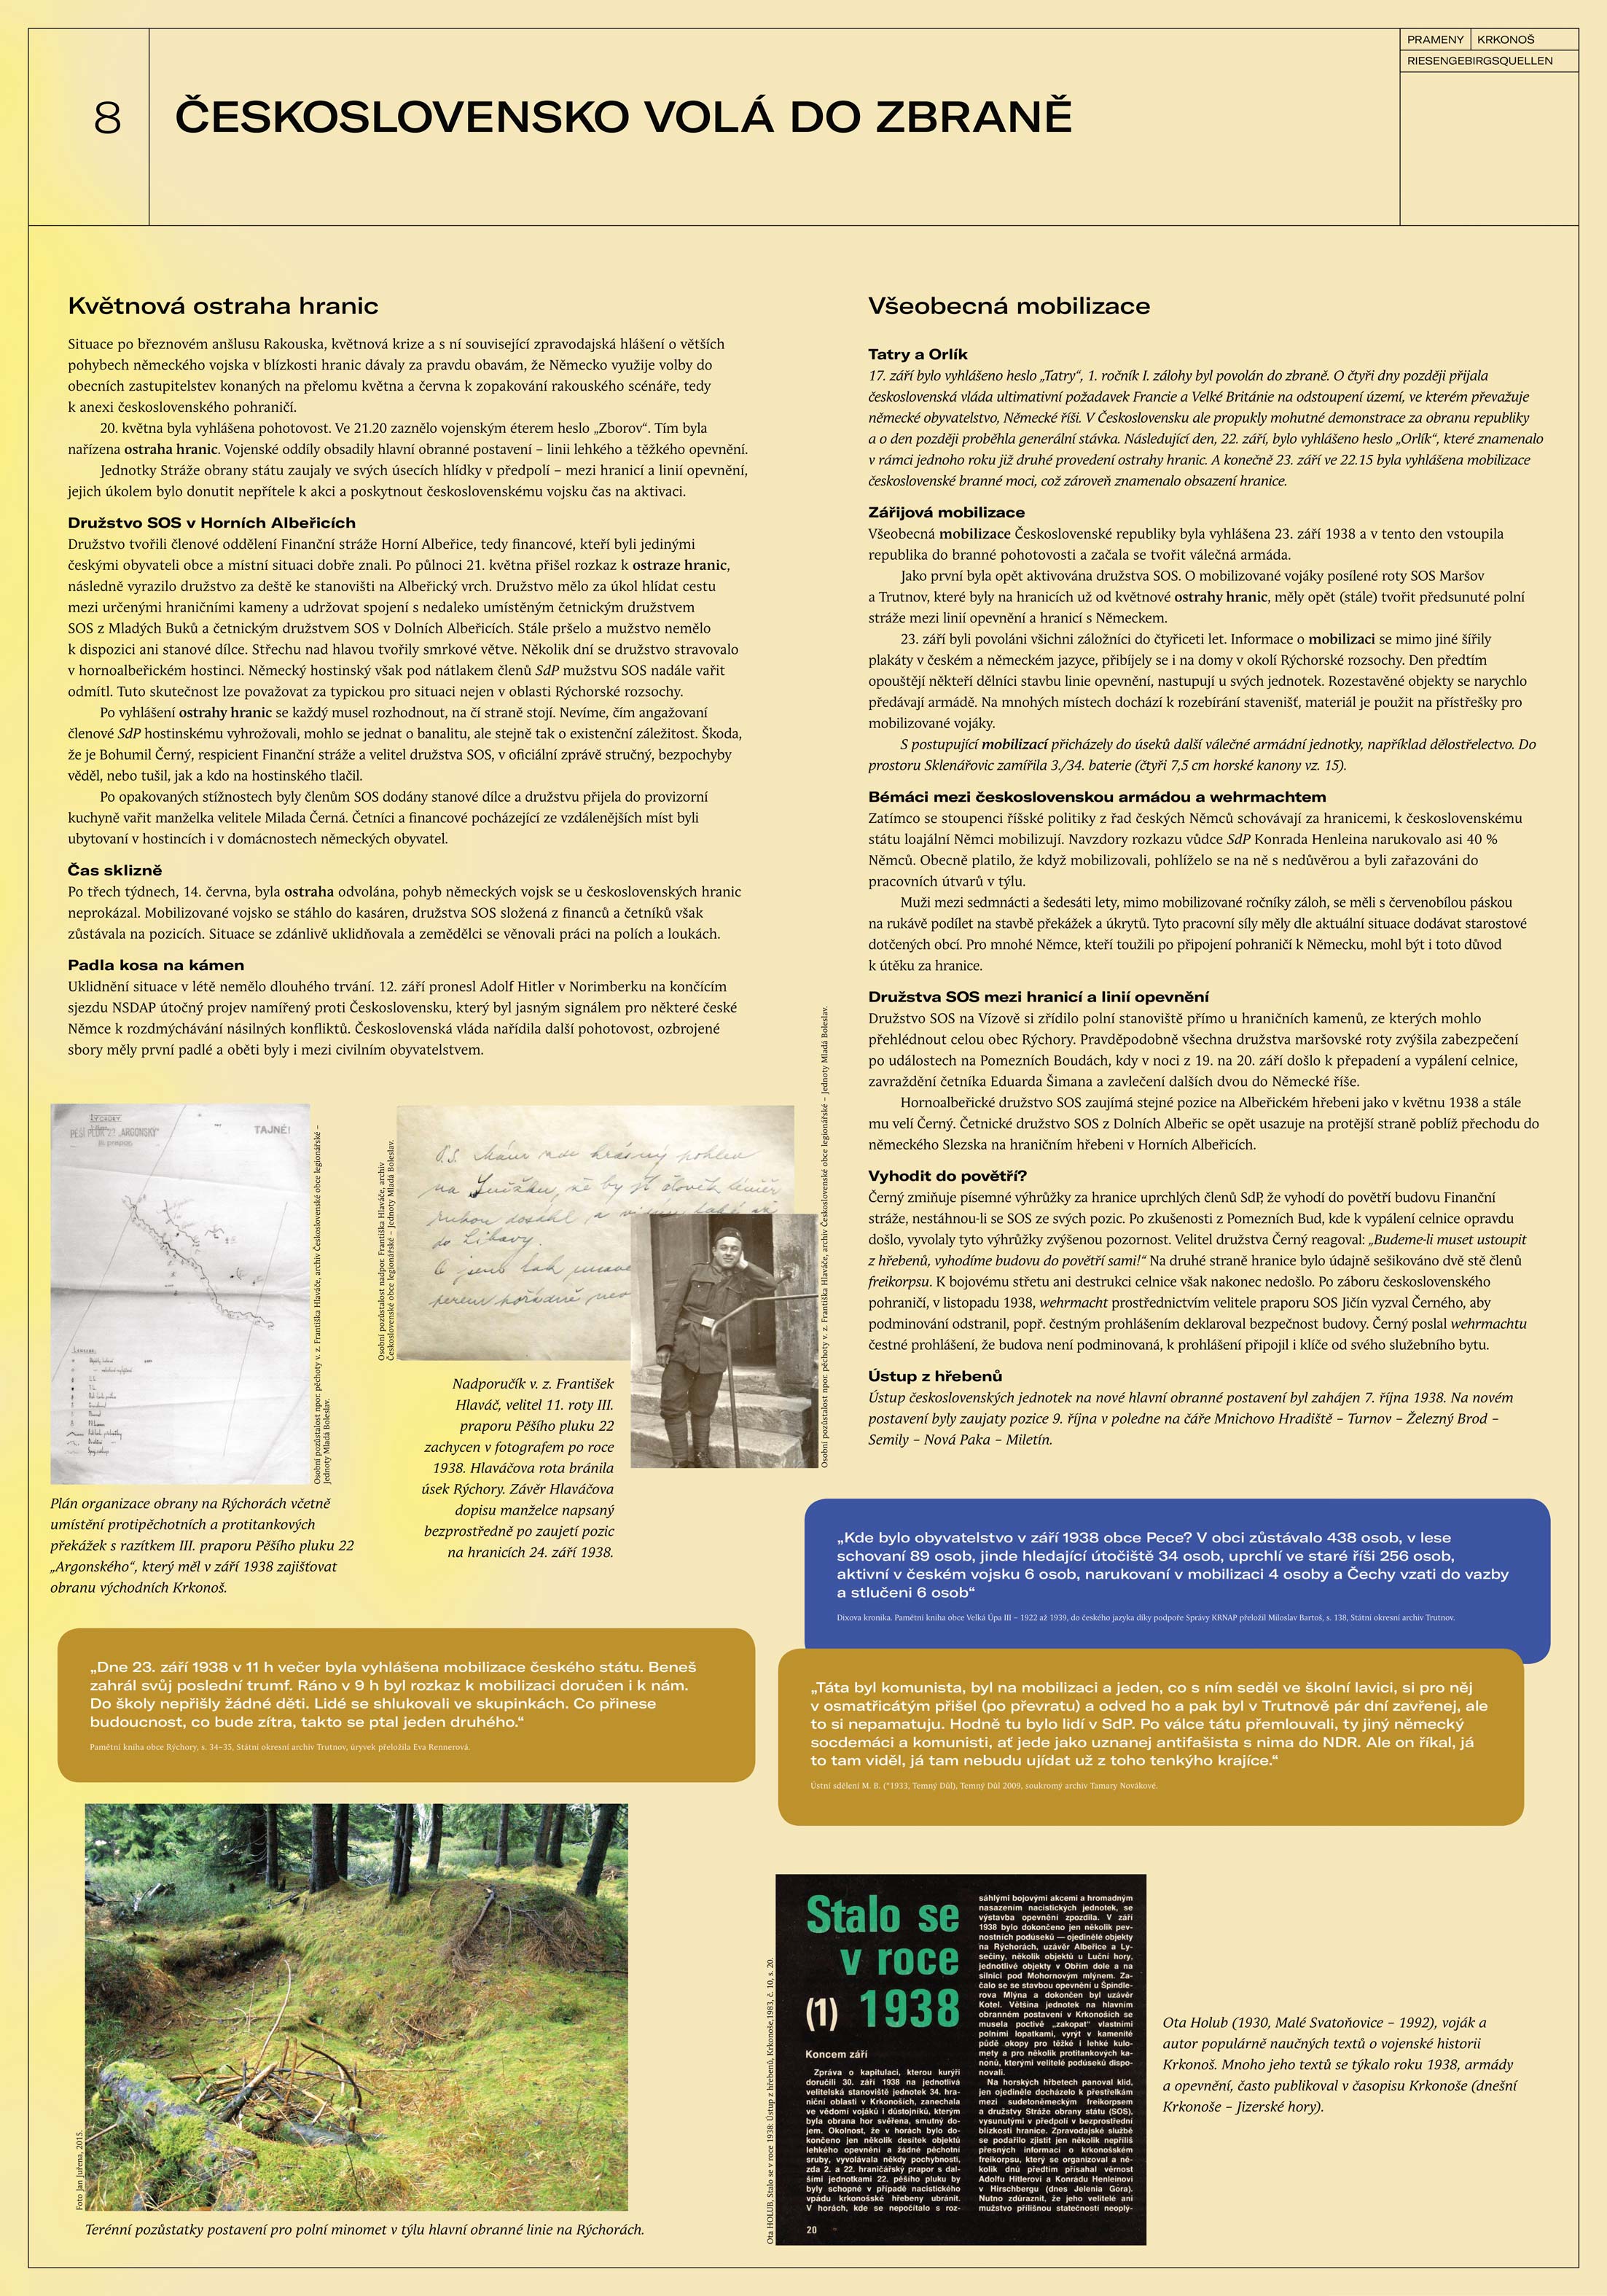 PRAMENY KRKONOŠ
RIESENGEBIRGSQUELLEN
8
ČESKOSLOVENSKO VOLÁ DO ZBRANĚ
Květnová ostraha hranic
Situace po březnovém anšlusu Rakouska, květnová krize a s ní související zpravodajská hlášení o větších
pohybech německého vojska v blízkosti hranic dávaly za pravdu obavám, že Německo využije volby do
obecních zastupitelstev konaných na přelomu května a června k zopakování rakouského scénáře, tedy
k anexi československého pohraničí.
20. května byla vyhlášena pohotovost. Ve 21.20 zaznělo vojenským éterem heslo „Zborov“. Tím byla
nařízena ostraha hranic. Vojenské oddíly obsadily hlavní obranné postavení – linii lehkého a těžkého opevnění.
Jednotky Stráže obrany státu zaujaly ve svých úsecích hlídky v předpolí – mezi hranicí a linií opevnění,
jejich úkolem bylo donutit nepřítele k akci a poskytnout československému vojsku čas na aktivaci.
Družstvo SOS v Horních Albeřicích
Družstvo tvořili členové oddělení Finanční stráže Horní Albeřice, tedy financové, kteří byli jedinými
českými obyvateli obce a místní situaci dobře znali. Po půlnoci 21. května přišel rozkaz k ostraze hranic,
následně vyrazilo družstvo za deště ke stanovišti na Albeřický vrch. Družstvo mělo za úkol hlídat cestu
mezi určenými hraničními kameny a udržovat spojení s nedaleko umístěným četnickým družstvem
SOS z Mladých Buků a četnickým družstvem SOS v Dolních Albeřicích. Stále pršelo a mužstvo nemělo
k dispozici ani stanové dílce. Střechu nad hlavou tvořily smrkové větve. Několik dní se družstvo stravovalo
v hornoalbeřickém hostinci. Německý hostinský však pod nátlakem členů SdP mužstvu SOS nadále vařit
odmítl. Tuto skutečnost lze považovat za typickou pro situaci nejen v oblasti Rýchorské rozsochy.
Po vyhlášení ostrahy hranic se každý musel rozhodnout, na čí straně stojí. Nevíme, čím angažovaní
členové SdP hostinskému vyhrožovali, mohlo se jednat o banalitu, ale stejně tak o existenční záležitost. Škoda,
že je Bohumil Černý, respicient Finanční stráže a velitel družstva SOS, v oficiální zprávě stručný, bezpochyby
věděl, nebo tušil, jak a kdo na hostinského tlačil.
Po opakovaných stížnostech byly členům SOS dodány stanové dílce a družstvu přijela do provizorní
kuchyně vařit manželka velitele Milada Černá. Četníci a financové pocházející ze vzdálenějších míst byli
ubytovaní v hostincích i v domácnostech německých obyvatel.
Čas sklizně
Po třech týdnech, 14. června, byla ostraha odvolána, pohyb německých vojsk se u československých hranic
neprokázal. Mobilizované vojsko se stáhlo do kasáren, družstva SOS složená z financů a četníků však
zůstávala na pozicích. Situace se zdánlivě uklidňovala a zemědělci se věnovali práci na polích a loukách.
Padla kosa na kámen
Uklidnění situace v létě nemělo dlouhého trvání. 12. září pronesl Adolf Hitler v Norimberku na končícím
sjezdu NSDAP útočný projev namířený proti Československu, který byl jasným signálem pro některé české
Němce k rozdmýchávání násilných konfliktů. Československá vláda nařídila další pohotovost, ozbrojené
sbory měly první padlé a oběti byly i mezi civilním obyvatelstvem.
RÝCHORY
PĚŠÍ PLUK 22 „ARGONSKÝ“
TAJNÉ!
Osobní pozůstalost npor. pěchoty v. z. Františka Hlaváče, archiv Československé obce legionářské –
Jednoty Mladá Boleslav.
Plán organizace obrany na Rýchorách včetně
umístění protipěchotních a protitankových
překážek s razítkem III. praporu Pěšího pluku 22
„Argonského“, který měl v září 1938 zajišťovat
obranu východních Krkonoš.
Osobní pozůstalost nadpor. Františka Hlaváče, archiv
Československé obce legionářské – Jednoty Mladá Boleslav.
P.S. Máme zde krásný pohled
na Sněžku, že by si člověk téměř
rukou dosáhl a
do Libavy.
Nadporučík v. z. František
Hlaváč, velitel 11. roty III.
praporu Pěšího pluku 22
zachycen v fotografem po roce
1938. Hlaváčova rota bránila
úsek Rýchory. Závěr Hlaváčova
dopisu manželce napsaný
bezprostředně po zaujetí pozic
na hranicích 24. září 1938.
Osobní pozůstalost npor. pěchoty v. z. Františka Hlaváče, archiv Československé obce legionářské – Jednoty Mladá Boleslav.
„Dne 23. září 1938 v 11 h večer byla vyhlášena mobilizace českého státu. Beneš
zahrál svůj poslední trumf. Ráno v 9 h byl rozkaz k mobilizaci doručen i k nám.
Do školy nepřišly žádné děti. Lidé se shlukovali ve skupinkách. Co přinese
budoucnost, co bude zítra, takto se ptal jeden druhého.“
Pamětní kniha obce Rýchory, s. 34–35, Státní okresní archiv Trutnov, úryvek přeložila Eva Rennerová.
Foto Jan Juřena, 2015.
Terénní pozůstatky postavení pro polní minomet v týlu hlavní obranné linie na Rýchorách.
Všeobecná mobilizace
Tatry a Orlík
17. září bylo vyhlášeno heslo „Tatry“, 1. ročník I. zálohy byl povolán do zbraně. O čtyři dny později přijala
československá vláda ultimativní požadavek Francie a Velké Británie na odstoupení území, ve kterém převažuje
německé obyvatelstvo, Německé říši. V Československu ale propukly mohutné demonstrace za obranu republiky
a o den později proběhla generální stávka. Následující den, 22. září, bylo vyhlášeno heslo „Orlík“, které znamenalo
v rámci jednoho roku již druhé provedení ostrahy hranic. A konečně 23. září ve 22.15 byla vyhlášena mobilizace
československé branné moci, což zároveň znamenalo obsazení hranice.
Zářijová mobilizace
Všeobecná mobilizace Československé republiky byla vyhlášena 23. září 1938 a v tento den vstoupila
republika do branné pohotovosti a začala se tvořit válečná armáda.
Jako první byla opět aktivována družstva SOS. O mobilizované vojáky posílené roty SOS Maršov
a Trutnov, které byly na hranicích už od květnové ostrahy hranic, měly opět (stále) tvořit předsunuté polní
stráže mezi linií opevnění a hranicí s Německem.
23. září byli povoláni všichni záložníci do čtyřiceti let. Informace o mobilizaci se mimo jiné šířily
plakáty v českém a německém jazyce, přibíjely se i na domy v okolí Rýchorské rozsochy. Den předtím
opouštějí někteří dělníci stavbu linie opevnění, nastupují u svých jednotek. Rozestavěné objekty se narychlo
předávají armádě. Na mnohých místech dochází k rozebírání stavenišť, materiál je použit na přístřešky pro
mobilizované vojáky.
S postupující mobilizací přicházely do úseků další válečné armádní jednotky, například dělostřelectvo. Do
prostoru Sklenářovic zamířila 3./34. baterie (čtyři 7,5 cm horské kanony vz. 15).
Bémáci mezi československou armádou a wehrmachtem
Zatímco se stoupenci říšské politiky z řad českých Němců schovávají za hranicemi, k československému
státu loajální Němci mobilizují. Navzdory rozkazu vůdce SdP Konrada Henleina narukovalo asi 40 %
Němců. Obecně platilo, že když mobilizovali, pohlíželo se na ně s nedůvěrou a byli zařazováni do
pracovních útvarů v týlu.
Muži mezi sedmnácti a šedesáti lety, mimo mobilizované ročníky záloh, se měli s červenobílou páskou
na rukávě podílet na stavbě překážek a úkrytů. Tyto pracovní síly měly dle aktuální situace dodávat starostové
dotčených obcí. Pro mnohé Němce, kteří toužili po připojení pohraničí k Německu, mohl být i toto důvod
k útěku za hranice.
Družstva SOS mezi hranicí a linií opevnění
Družstvo SOS na Vízově si zřídilo polní stanoviště přímo u hraničních kamenů, ze kterých mohlo
přehlédnout celou obec Rýchory. Pravděpodobně všechna družstva maršovské roty zvýšila zabezpečení
po událostech na Pomezních Boudách, kdy v noci z 19. na 20. září došlo k přepadení a vypálení celnice,
zavraždění četníka Eduarda Šimana a zavlečení dalších dvou do Německé říše.
Hornoalbeřické družstvo SOS zaujímá stejné pozice na Albeřickém hřebeni jako v květnu 1938 a stále
mu velí Černý. Četnické družstvo SOS z Dolních Albeřic se opět usazuje na protější straně poblíž přechodu do
německého Slezska na hraničním hřebeni v Horních Albeřicích.
Vyhodit do povětří?
Černý zmiňuje písemné výhrůžky za hranice uprchlých členů SdP, že vyhodí do povětří budovu Finanční
stráže, nestáhnou-li se SOS ze svých pozic. Po zkušenosti z Pomezních Bud, kde k vypálení celnice opravdu
došlo, vyvolaly tyto výhrůžky zvýšenou pozornost. Velitel družstva Černý reagoval: „Budeme-li muset ustoupit
z hřebenů, vyhodíme budovu do povětří sami!“ Na druhé straně hranice bylo údajně sešikováno dvě stě členů
freikorpsu. K bojovému střetu ani destrukci celnice však nakonec nedošlo. Po záboru československého
pohraničí, v listopadu 1938, wehrmacht prostřednictvím velitele praporu SOS Jičín vyzval Černého, aby
podminování odstranil, popř. čestným prohlášením deklaroval bezpečnost budovy. Černý poslal wehrmachtu
čestné prohlášení, že budova není podminovaná, k prohlášení připojil i klíče od svého služebního bytu.
Ústup z hřebenů
Ústup československých jednotek na nové hlavní obranné postavení byl zahájen 7. října 1938. Na novém
postavení byly zaujaty pozice 9. října v poledne na čáře Mnichovo Hradiště – Turnov – Železný Brod –
Semily – Nová Paka – Miletín.
„Kde bylo obyvatelstvo v září 1938 obce Pece? V obci zůstávalo 438 osob, v lese
schovaní 89 osob, jinde hledající útočiště 34 osob, uprchlí ve staré říši 256 osob,
aktivní v českém vojsku 6 osob, narukovaní v mobilizaci 4 osoby a Čechy vzati do vazby
a stlučeni 6 osob“
Dixova kronika. Pamětní kniha obce Velká Úpa III – 1922 až 1939, do českého jazyka díky podpoře Správy KRNAP přeložil Miloslav Bartoš, s. 138, Státní okresní archiv Trutnov.
„Táta byl komunista, byl na mobilizaci a jeden, co s ním seděl ve školní lavici, si pro něj
v osmatřicátým přišel (po převratu) a odved ho a pak byl v Trutnově pár dní zavřenej, ale
to si nepamatuju. Hodně tu bylo lidí v SdP. Po válce tátu přemlouvali, ty jiný německý
socdemáci a komunisti, ať jede jako uznanej antifašista s nima do NDR. Ale on říkal, já
to tam viděl, já tam nebudu ujídat už z toho tenkýho krajíce.“
Ústní sdělení M. B. (*1933, Temný Důl), Temný Důl 2009, soukromý archiv Tamary Novákové.
Ota HOLUB, Stalo se v roce 1938: Ústup z hřebenů, Krkonoše,1983, č. 10, s. 20.
Stalo se
v roce
(1) 1938
Koncem září
Zpráva o kapitulaci, kterou kurýři
doručili 30. září 1938 na jednotlivá
velitelská stanoviště jednotek 34. hra-
niční oblasti v Krkonoších, zanechala
ve vědomí vojáků i důstojníků, kterým
byla obrana hor svěřena, smutný do-
jem. Okolnost, že v horách bylo do-
končeno jen několik desítek objektů
lehkého opevnění a žádné pěchotní
sruby, vyvolávala někdy pochybnosti,
zda 2. a 22. hraničářský prapor s dal-
šími jednotkami 22. pěšího pluku by
byly schopné v případě nacistického
vpádu krkonošské hřebeny ubránit.
V horách, kde se nepočítalo s roz-
20
sáhlými bojovými akcemi a hromadným
nasazením nacistických jednotek, se
výstavba opevnění zpozdila. V září
1938 bylo dokončeno jen několik pev-
nostních podúseků — ojedinělé objekty
na Rýchorách, uzávěr Albeřice a Ly-
sečiny, několik objektů u Luční hory,
jednotlivé objekty v Obřím dole a na
silnici pod Mohornovým mlýnem. Za-
čalo se se stavbou opevnění u Špindle-
rova Mlýna a dokončen byl uzávěr
Kotel. Většina jednotek na hlavním
obranném postavení v Krkonoších se
musela poctivě „zakopat“ vlastními
polními lopatkami, vyrýt v kamenité
půdě okopy pro těžké i lehké kulo-
mety a pro několik protitankových ka-
nonů, kterými velitelé podúseků dispo-
novali.
Na horských hřbetech panoval klid,
jen ojediněle docházelo k přestřelkám
mezi sudetoněmeckým freikorpsem
a družstvy Stráže obrany státu (SOS),
vysunutými v předpolí v bezprostřední
blízkosti hranice. Zpravodajské službě
se podařilo zjistit jen několik nepříliš
přesných informací o krkonošském
freikorpsu, který se organizoval a ně-
kolik dnů předtím přísahal věrnost
Adolfu Hitlerovi a Konrádu Henleinovi
v Hirschbergu (dnes Jelenia Gora).
Nutno zdůraznit, že jeho velitelé ani
mužstvo přílišnou statečností neoplý-
Ota Holub (1930, Malé Svatoňovice – 1992), voják a
autor populárně naučných textů o vojenské historii
Krkonoš. Mnoho jeho textů se týkalo roku 1938, armády
a opevnění, často publikoval v časopisu Krkonoše (dnešní
Krkonoše – Jizerské hory).